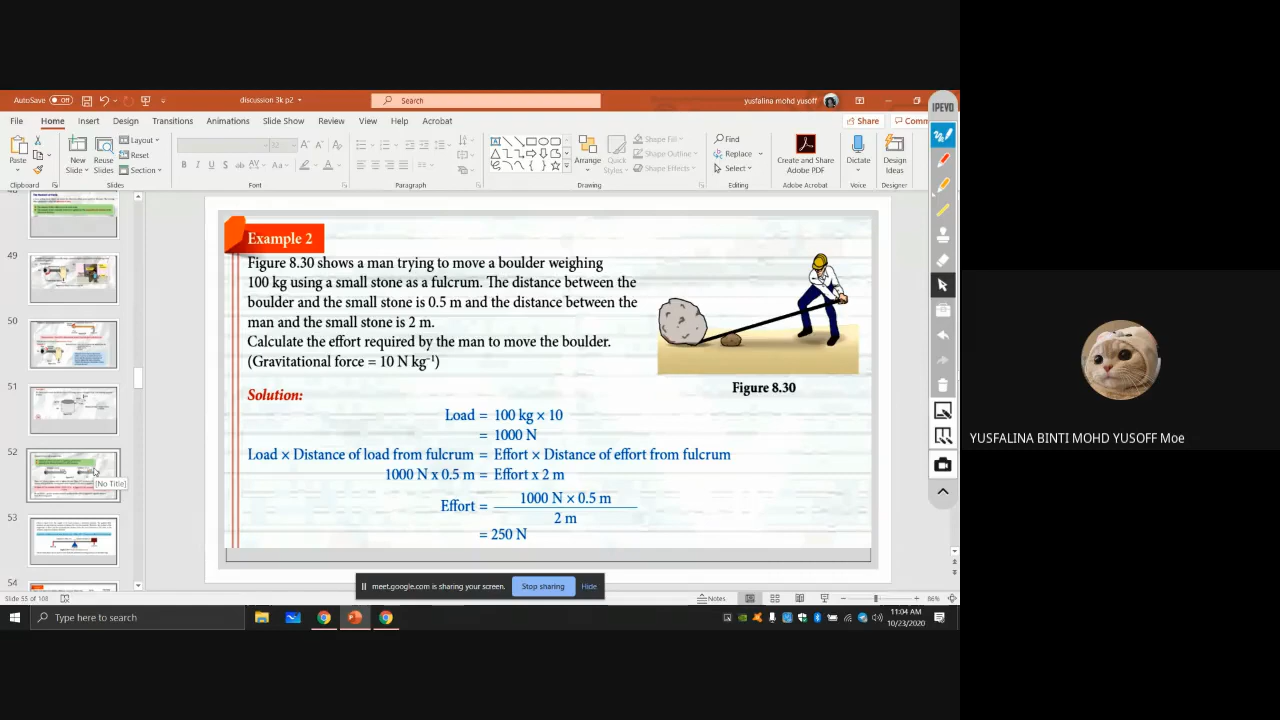 AutoSave Off
discussion 3k p2
Search
yusfalina mohd yusoff
IPEVO
File Home Insert Design Transitions Animations Slide Show Review View Help Acrobat
Share
Comm
Paste
New Slide
Reuse Slides
Layout
Reset
Section
32
Arrange
Quick Styles
Shape Fill
Shape Outline
Shape Effects
Find
Replace
Select
Create and Share Adobe PDF
Dictate
Design Ideas
Clipboard Slides Font Paragraph Drawing Editing Adobe Acrobat Voice Designer
49
50
51
52
[No Title]
53
54
Example 2
Figure 8.30 shows a man trying to move a boulder weighing
100 kg using a small stone as a fulcrum. The distance between the
boulder and the small stone is 0.5 m and the distance between the
man and the small stone is 2 m.
Calculate the effort required by the man to move the boulder.
(Gravitational force = 10 N kg⁻¹)
Figure 8.30
Solution:
Load = 100 kg × 10
= 1000 N
Load × Distance of load from fulcrum = Effort × Distance of effort from fulcrum
1000 N x 0.5 m = Effort x 2 m
Effort = 1000 N × 0.5 m
2 m
= 250 N
meet.google.com is sharing your screen.
Stop sharing
Hide
Slide 55 of 108
Notes
86%
Type here to search
11:04 AM
10/23/2020
YUSFALINA BINTI MOHD YUSOFF Moe